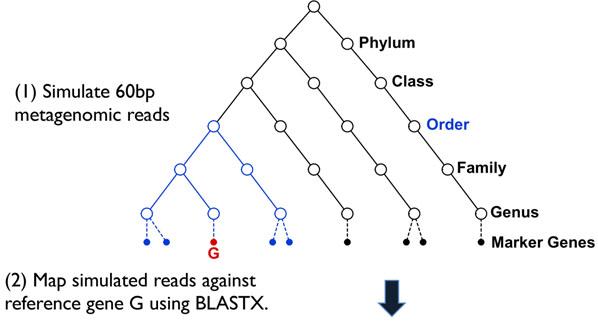 Phylum
Class
(1) Simulate 60bp
metagenomic reads
Order
Family
Genus
Marker Genes
G
(2) Map simulated reads against
reference gene G using BLASTX.